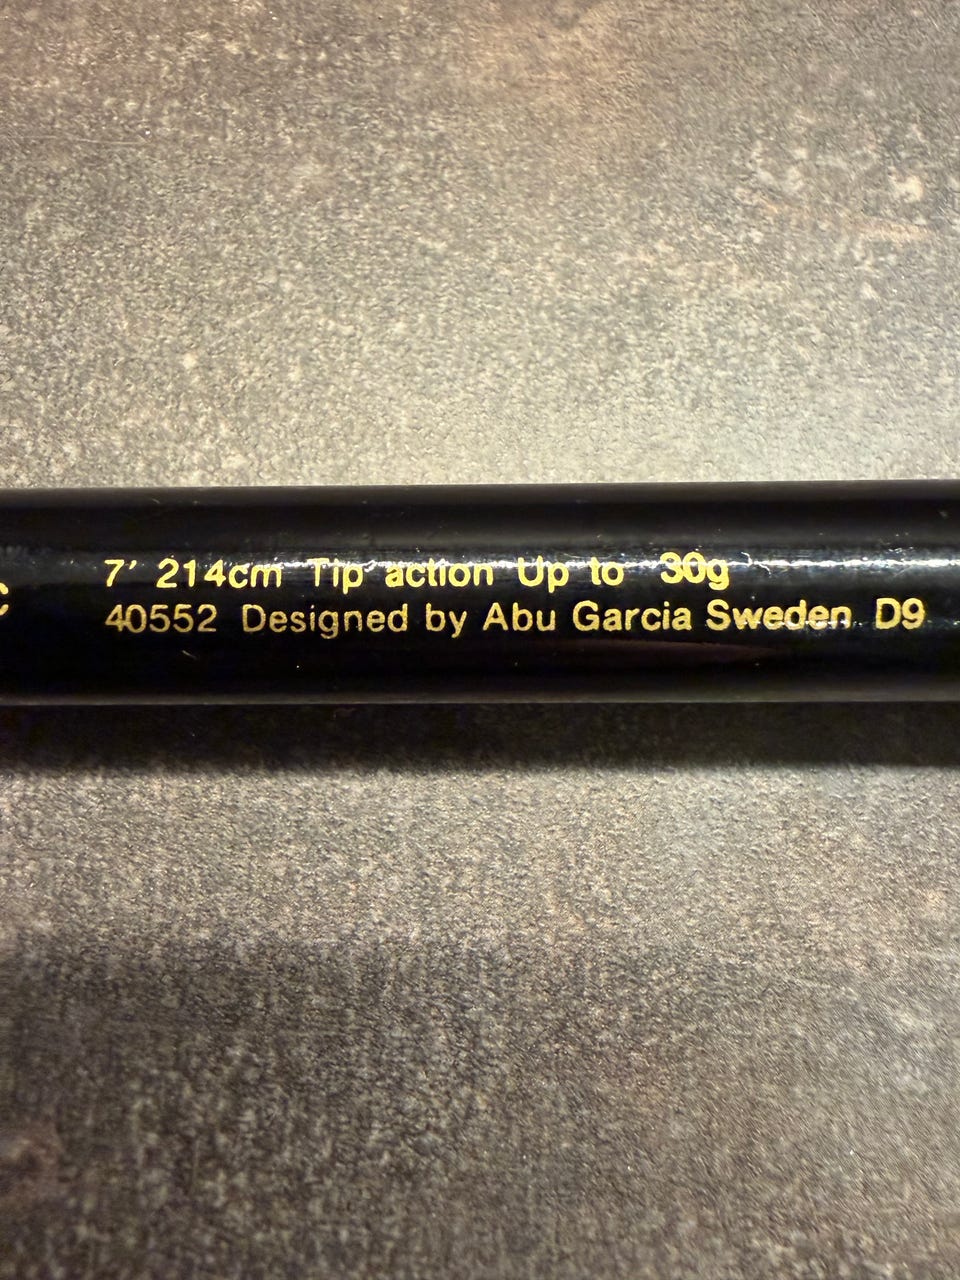 7' 214cm Tip action Up to 30g
40552 Designed by Abu Garcia Sweden D9